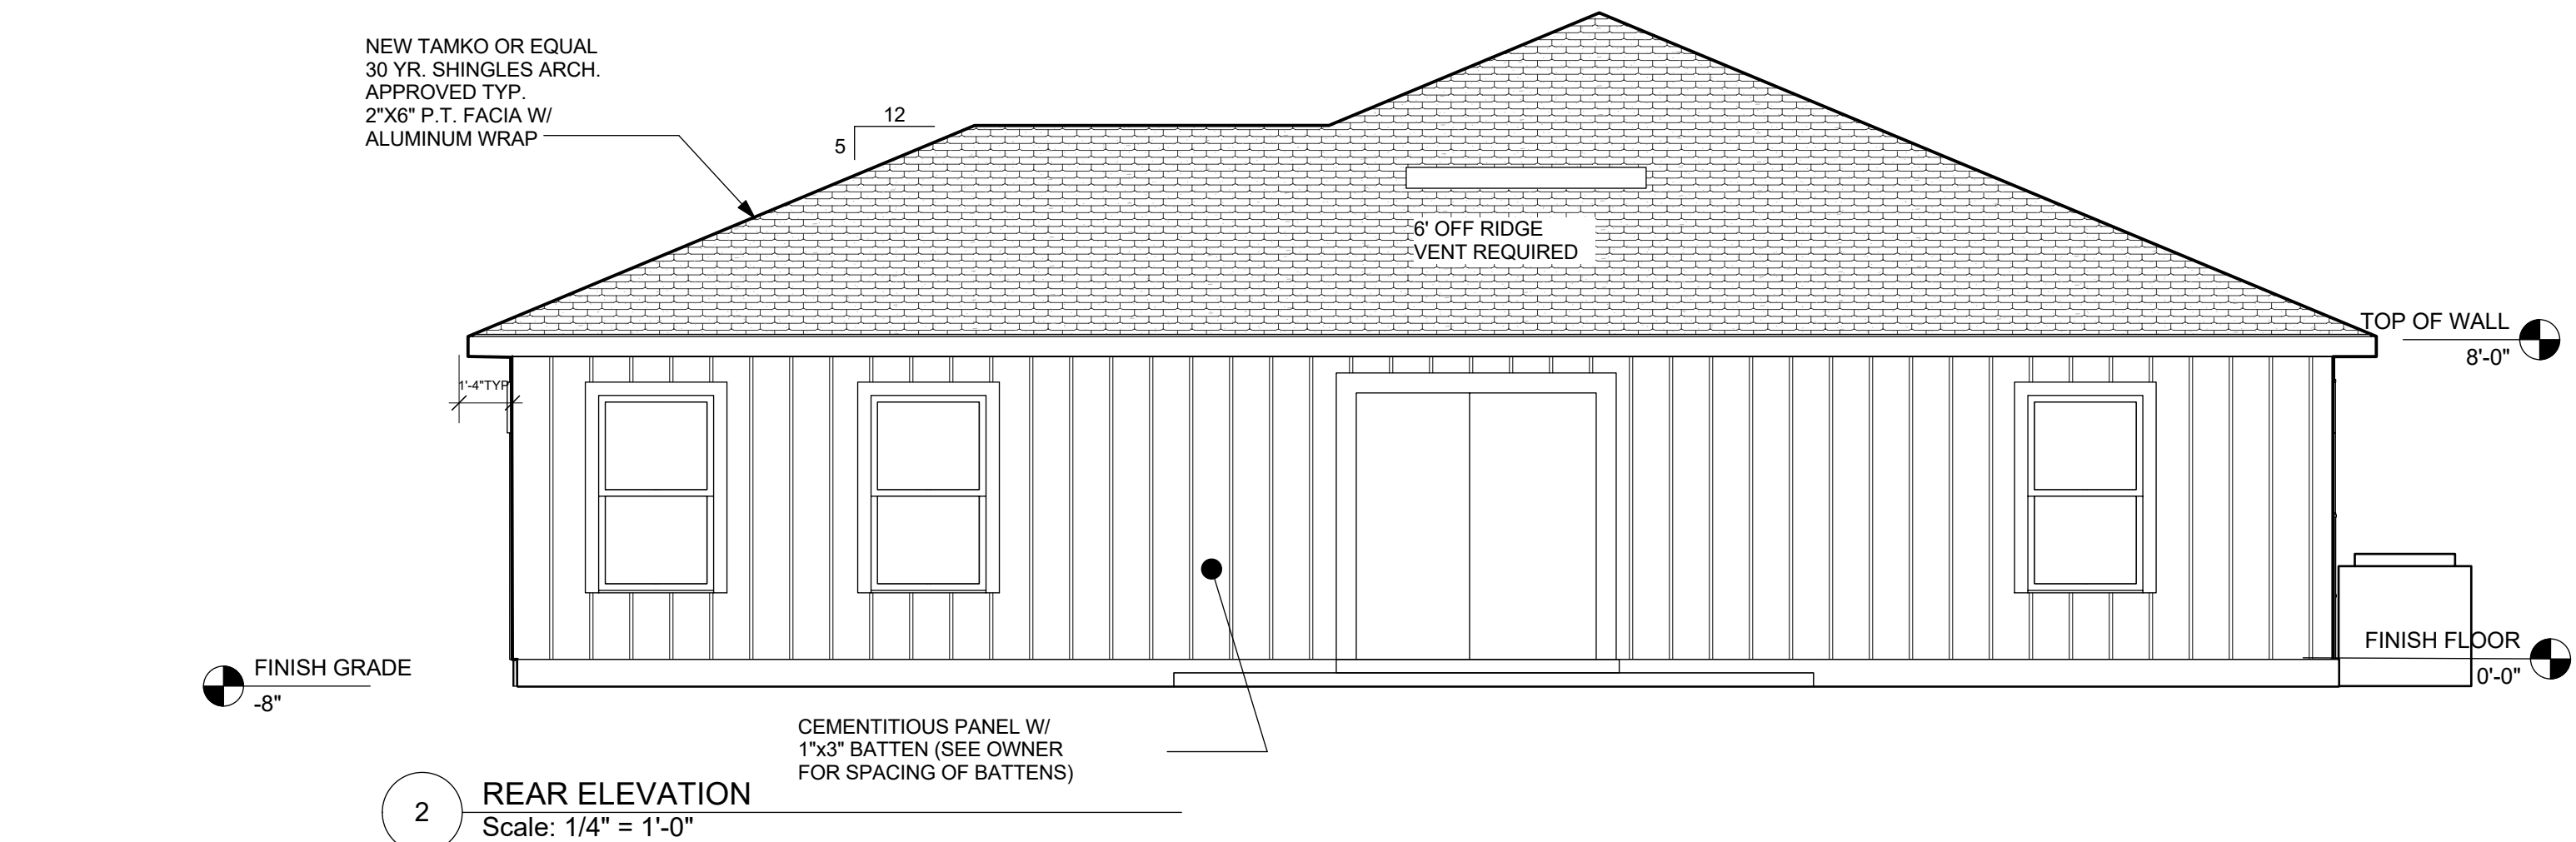 NEW TAMKO OR EQUAL
30 YR. SHINGLES ARCH.
APPROVED TYP.
2"X6" P.T. FACIA W/
ALUMINUM WRAP
12
5
6' OFF RIDGE
VENT REQUIRED
TOP OF WALL
8'-0"
1'-4"TYP
FINISH FLOOR
0'-0"
FINISH GRADE
-8"
CEMENTITIOUS PANEL W/
1"x3" BATTEN (SEE OWNER
FOR SPACING OF BATTENS)
2
REAR ELEVATION
Scale: 1/4" = 1'-0"